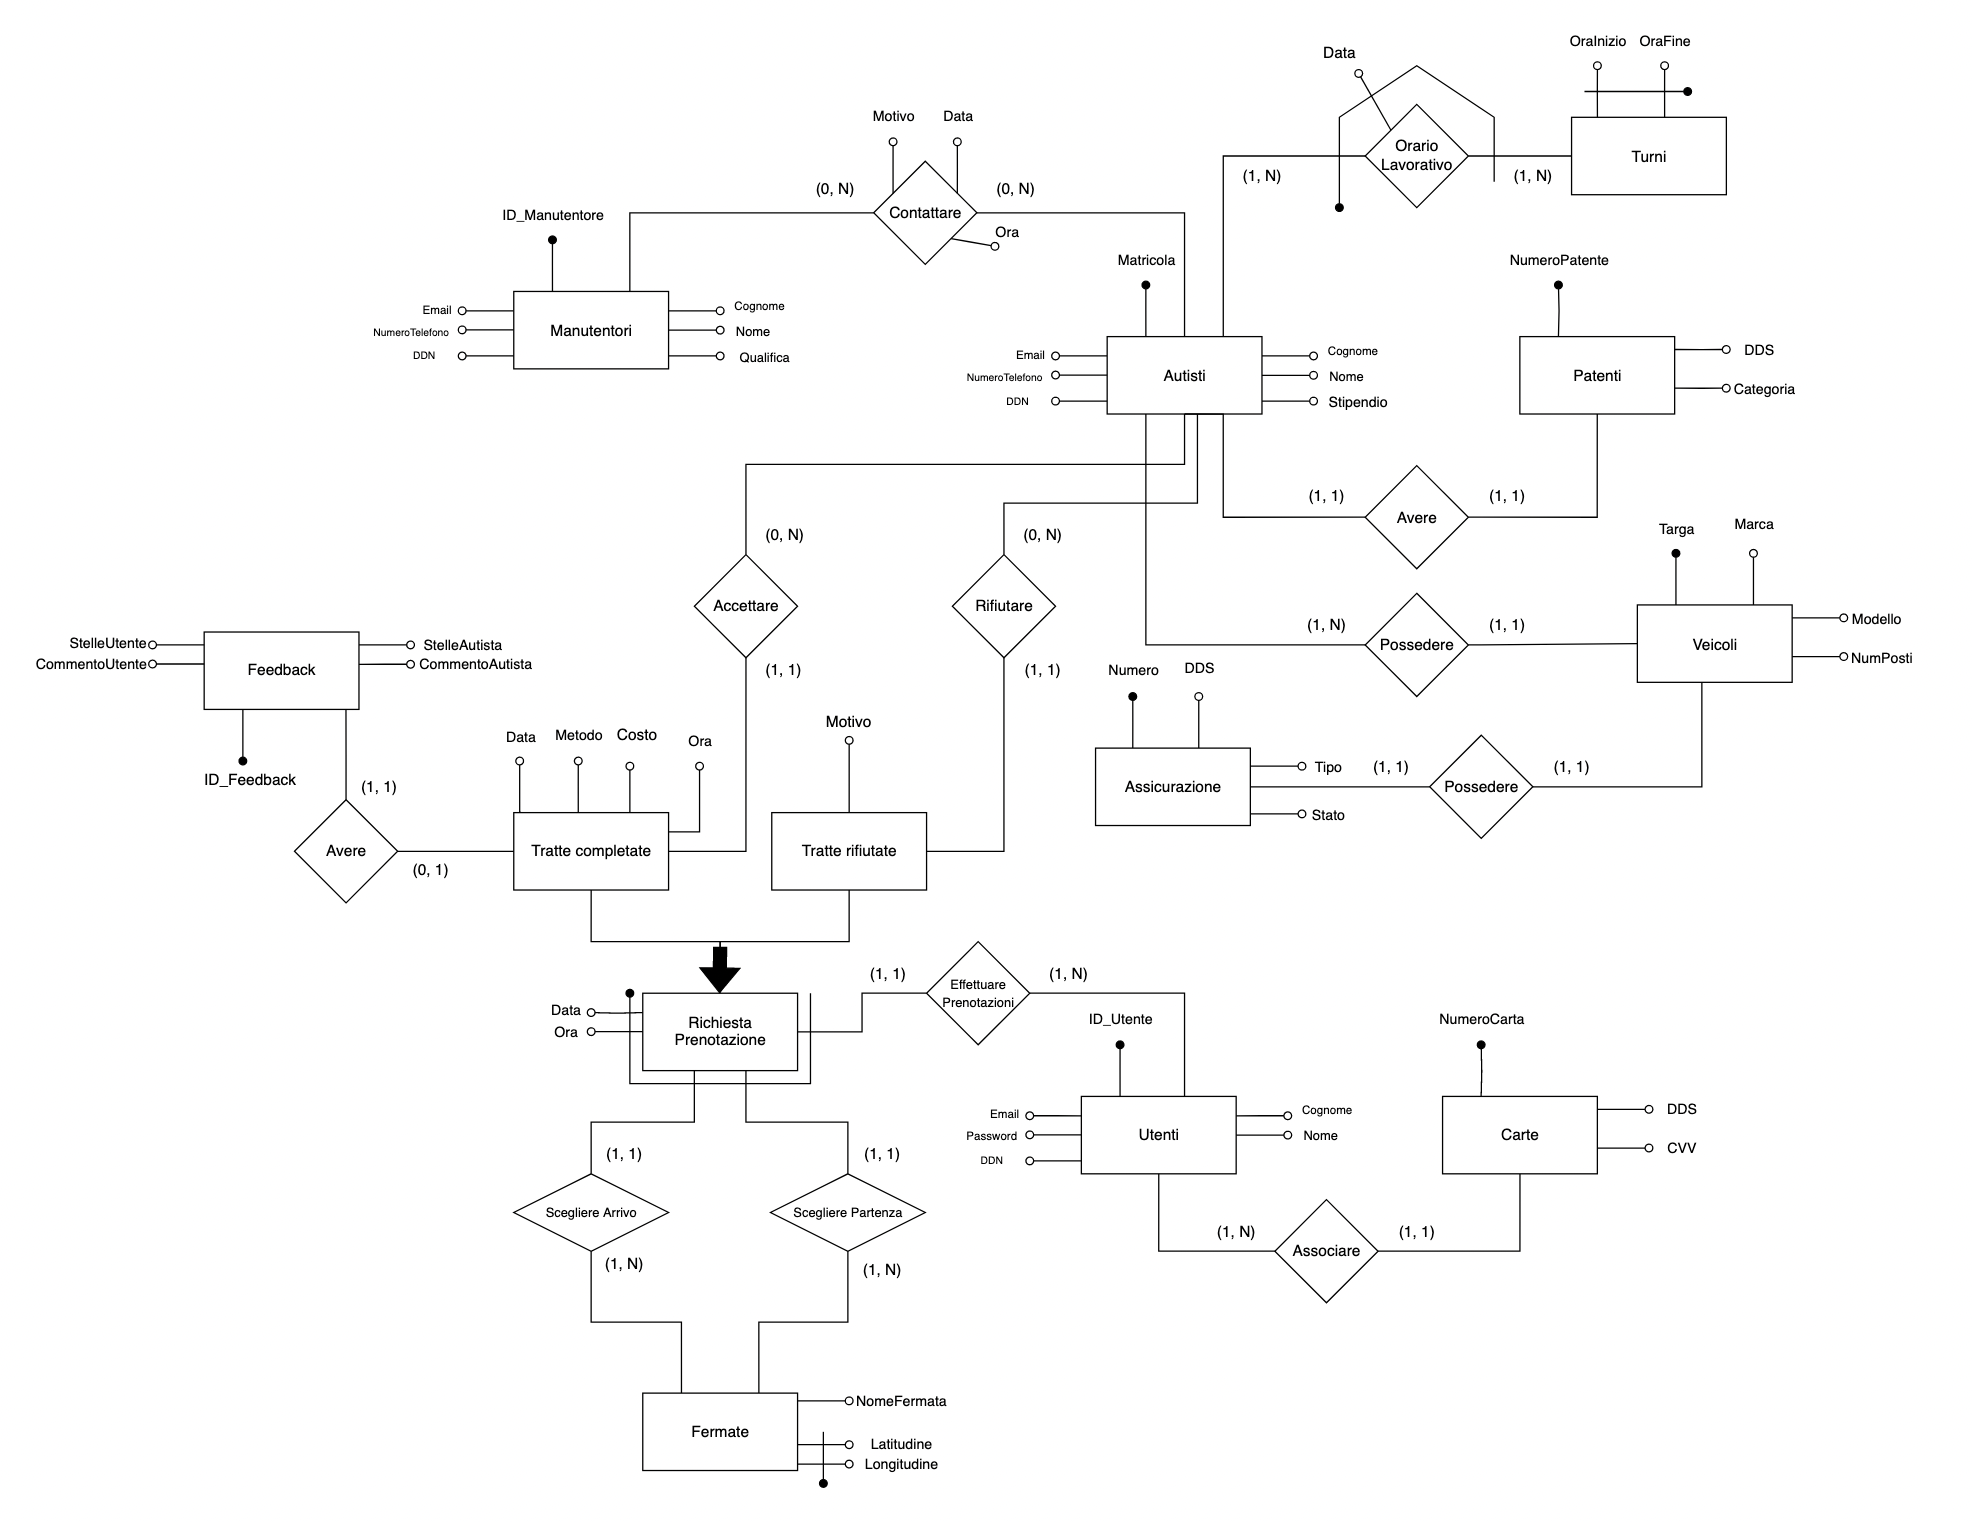 OraInizio
OraFine
Data
Motivo
Data
Orario
Lavorativo
Turni
(1, N)
(1, N)
(0, N)
(0, N)
Contattare
Ora
ID_Manutentore
Matricola
NumeroPatente
Email
NumeroTelefono
DDN
Manutentori
Cognome
Nome
Qualifica
Email
NumeroTelefono
DDN
Autisti
Cognome
Nome
Stipendio
Patenti
DDS
Categoria
(1, 1)
Avere
(1, 1)
(0, N)
(0, N)
Targa
Marca
Accettare
Rifiutare
(1, N)
Possedere
(1, 1)
Veicoli
Modello
NumPosti
StelleUtente
CommentoUtente
Feedback
StelleAutista
CommentoAutista
(1, 1)
(1, 1)
Numero
DDS
ID_Feedback
Data
Metodo
Costo
Ora
Motivo
Assicurazione
Tipo
Stato
(1, 1)
Possedere
(1, 1)
(1, 1)
Avere
(0, 1)
Tratte completate
Tratte rifiutate
Data
Ora
Richiesta
Prenotazione
(1, 1)
Effettuare
Prenotazioni
(1, N)
ID_Utente
NumeroCarta
Email
Password
DDN
Utenti
Cognome
Nome
Carte
DDS
CVV
(1, 1)
(1, 1)
Scegliere Arrivo
Scegliere Partenza
(1, N)
(1, N)
(1, N)
Associare
(1, 1)
Fermate
NomeFermata
Latitudine
Longitudine